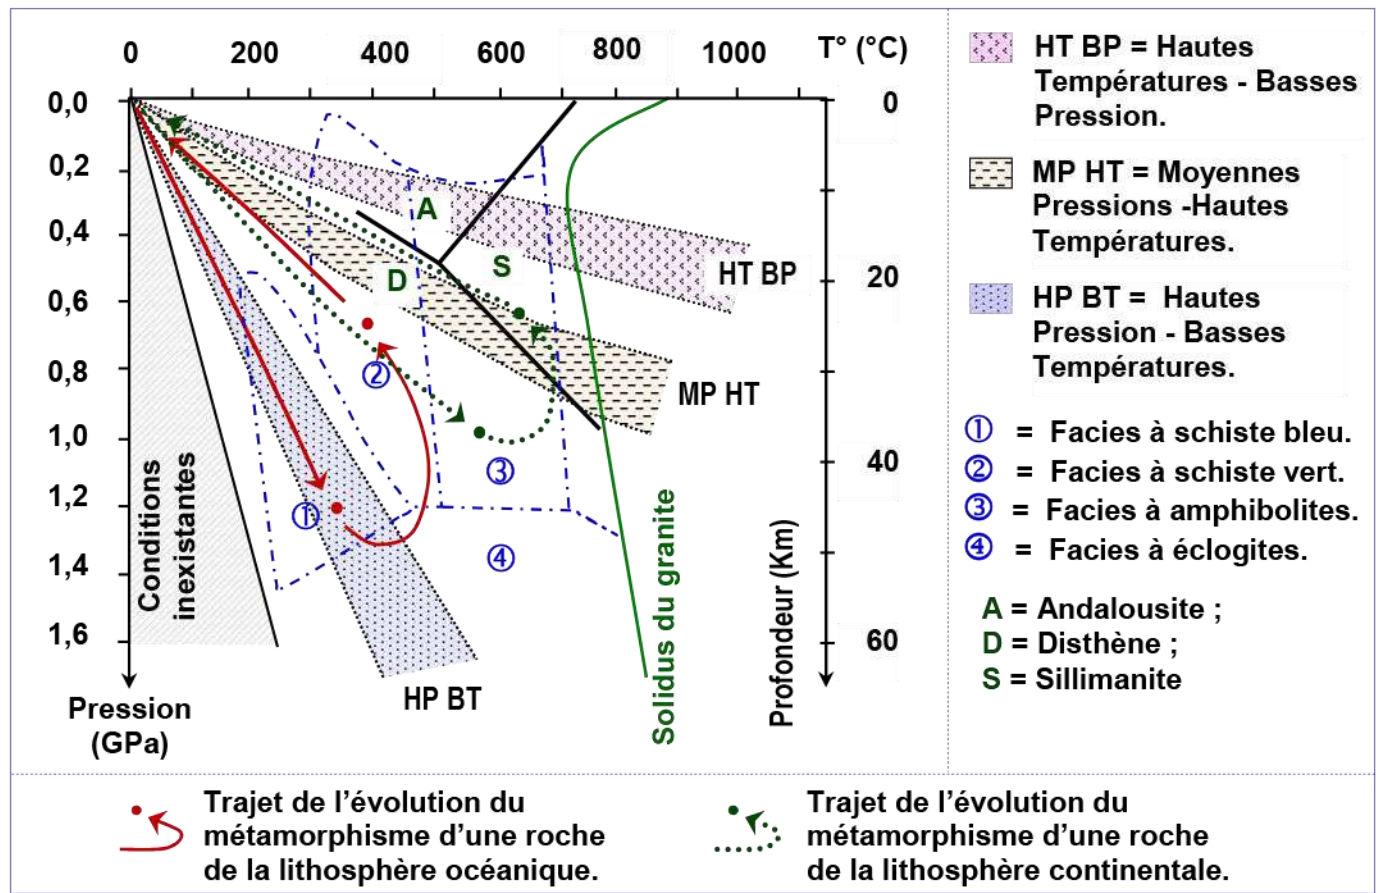 0 200 400 600 800 1000 T° (°C)
0,0
0,2
0,4
0,6
0,8
1,0
1,2
1,4
1,6
Pression
(GPa)
0
20
40
60
Profondeur (Km)
Conditions
inexistantes
A
S
D
HT BP
MP HT
HP BT
①
②
③
④
Solidus du granite
HT BP = Hautes
Températures - Basses
Pression.
MP HT = Moyennes
Pressions -Hautes
Températures.
HP BT = Hautes
Pression - Basses
Températures.
① = Facies à schiste bleu.
② = Facies à schiste vert.
③ = Facies à amphibolites.
④ = Facies à éclogites.
A = Andalousite ;
D = Disthène ;
S = Sillimanite
Trajet de l’évolution du
métamorphisme d’une roche
de la lithosphère océanique.
Trajet de l’évolution du
métamorphisme d’une roche
de la lithosphère continentale.